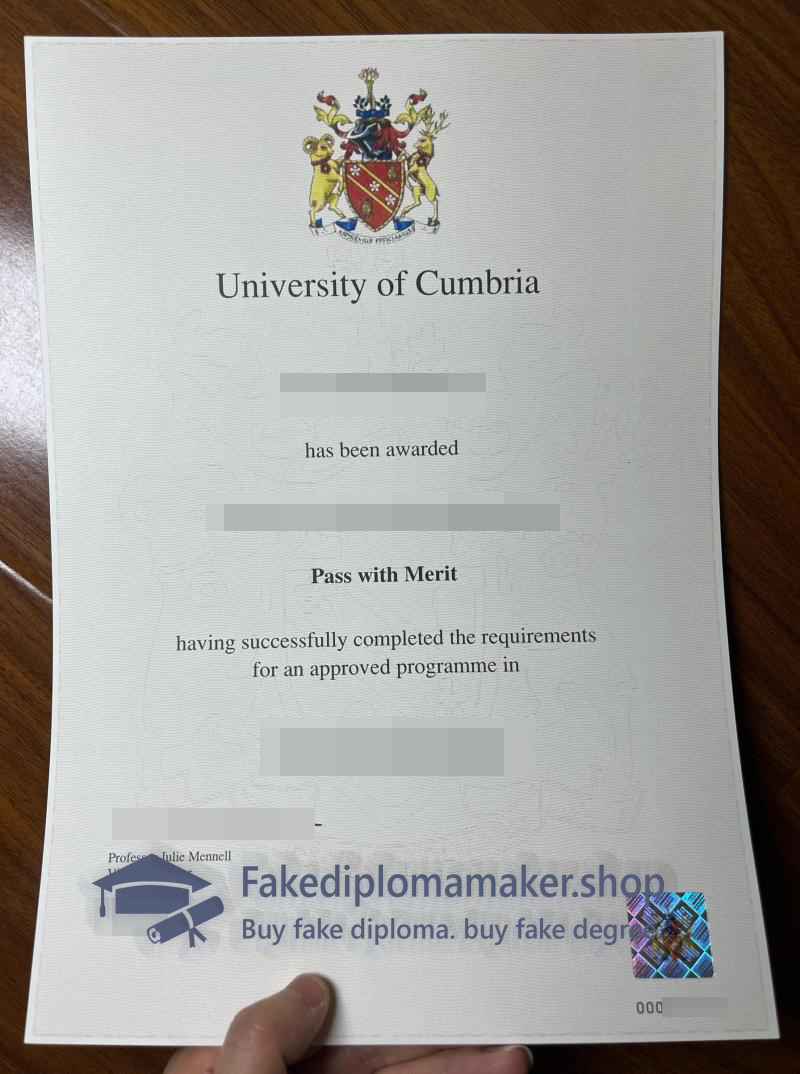 University of Cumbria
has been awarded
Pass with Merit
having successfully completed the requirements
for an approved programme in
Julie Mennell
Fakediplomamaker.shop
Buy fake diploma. buy fake
000